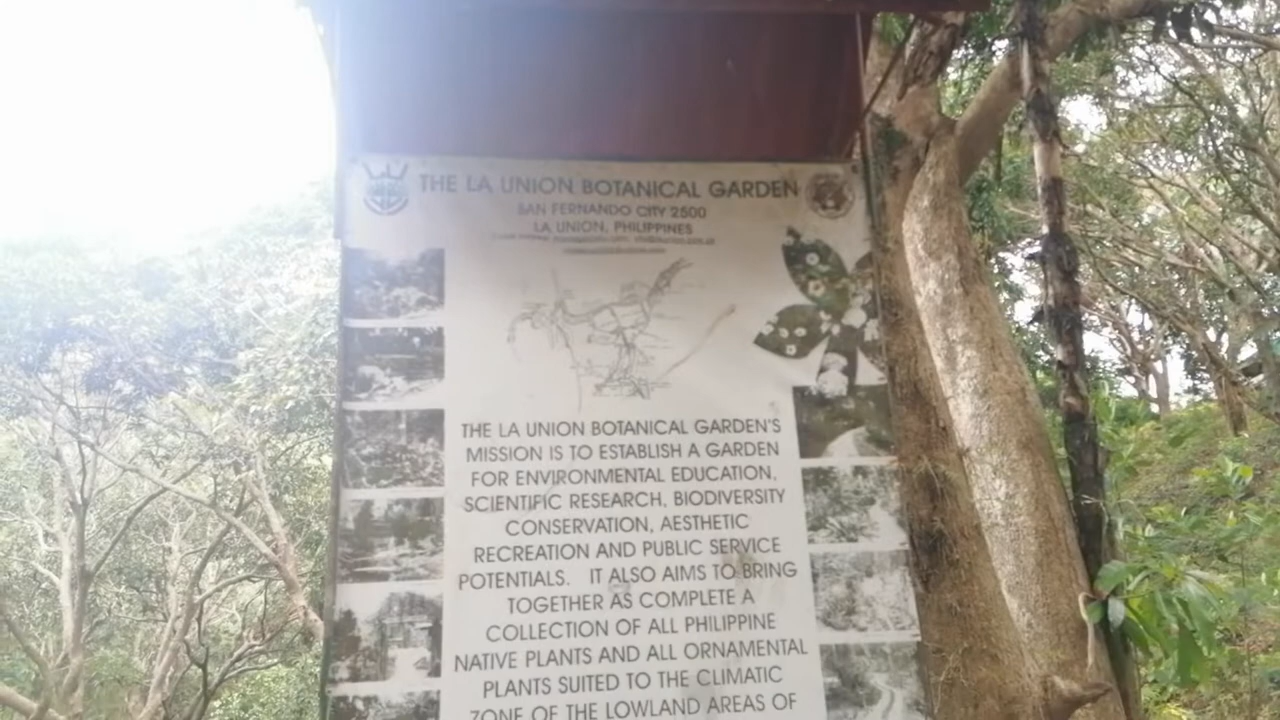 THE LA UNION BOTANICAL GARDEN
SAN FERNANDO CITY 2500
LA UNION, PHILIPPINES
THE LA UNION BOTANICAL GARDEN'S
MISSION IS TO ESTABLISH A GARDEN
FOR ENVIRONMENTAL EDUCATION,
SCIENTIFIC RESEARCH, BIODIVERSITY
CONSERVATION, AESTHETIC
RECREATION AND PUBLIC SERVICE
POTENTIALS. IT ALSO AIMS TO BRING
TOGETHER AS COMPLETE A
COLLECTION OF ALL PHILIPPINE
NATIVE PLANTS AND ALL ORNAMENTAL
PLANTS SUITED TO THE CLIMATIC
ZONE OF THE LOWLAND AREAS OF